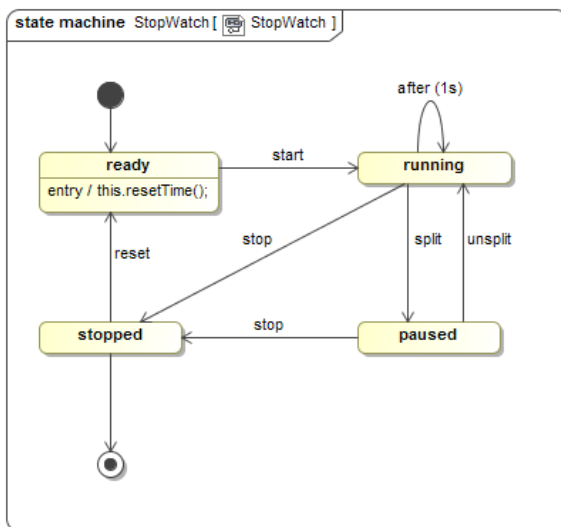 state machine StopWatch [ StopWatch ]
after (1s)
ready
start
running
entry / this.resetTime();
stop
split
unsplit
reset
stopped
stop
paused